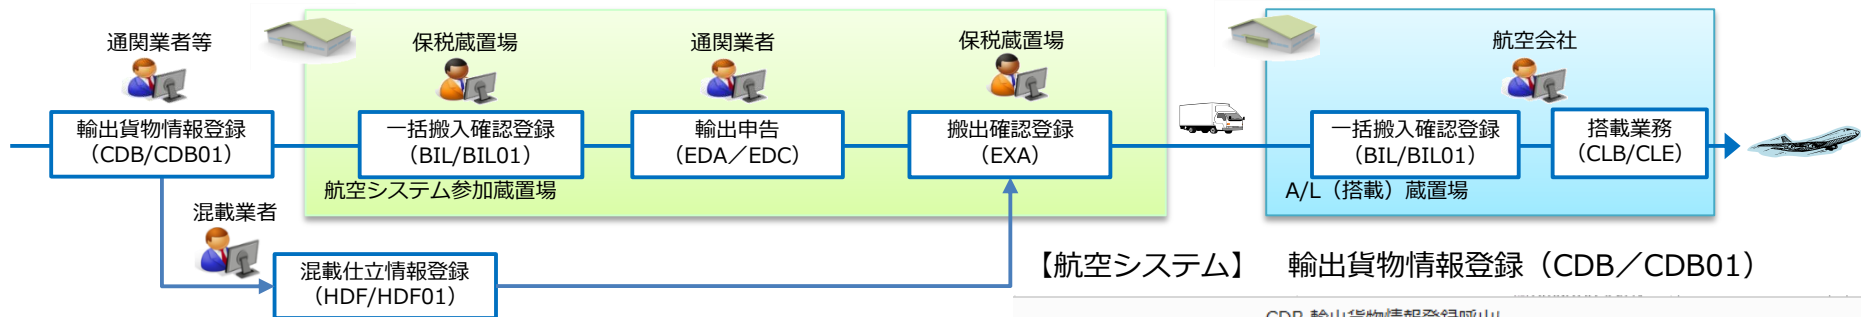 通関業者等
保税蔵置場
通関業者
保税蔵置場
航空会社
輸出貨物情報登録
（CDB/CDB01）
一括搬入確認登録
（BIL/BIL01）
輸出申告
（EDA／EDC）
搬出確認登録
（EXA）
一括搬入確認登録
（BIL/BIL01）
搭載業務
（CLB/CLE）
航空システム参加蔵置場
A/L（搭載）蔵置場
混載業者
混載仕立情報登録
（HDF/HDF01）
【航空システム】　輸出貨物情報登録（CDB／CDB01）